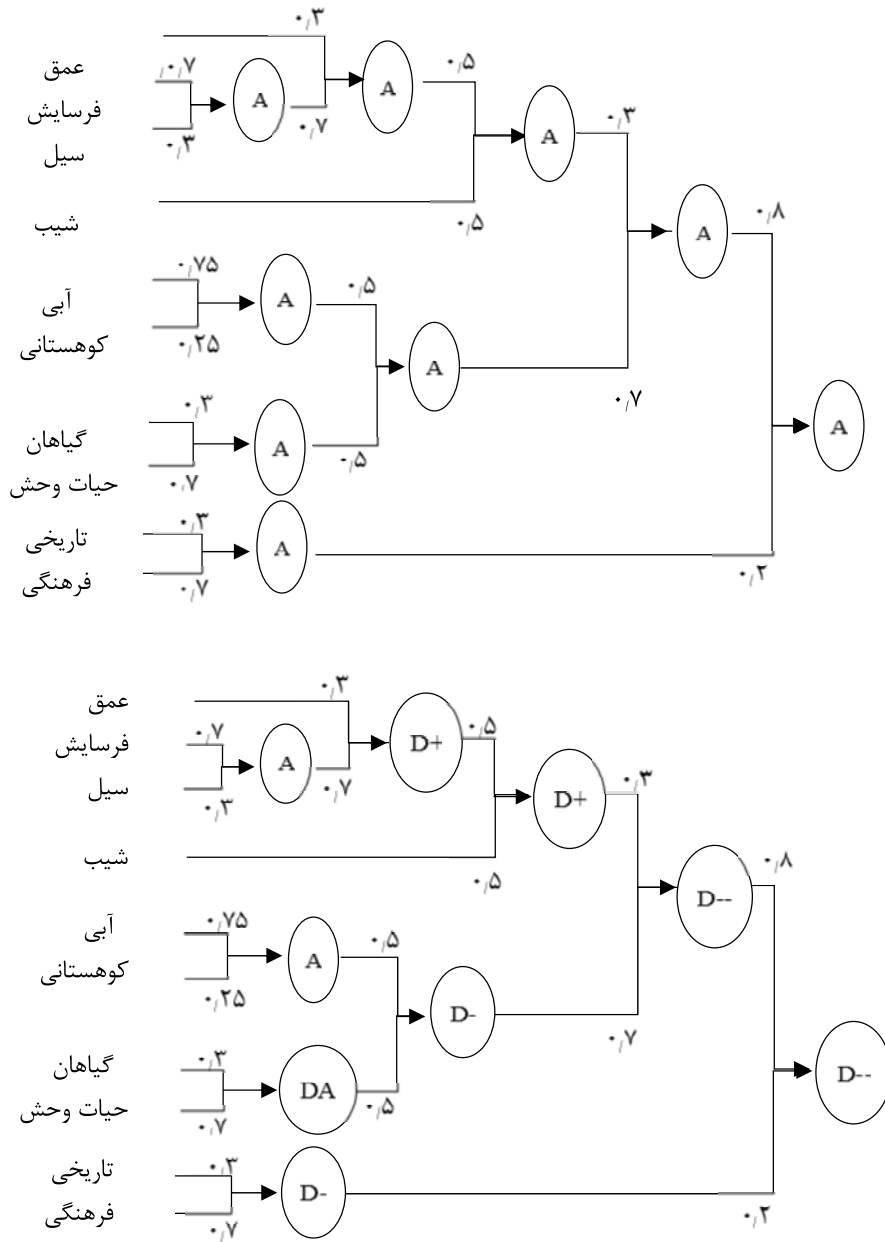 ۰/۳
عمق
۰/۷ A A ۰/۵
فرسایش
۰/۳ ۰/۷ A ۰/۳
سیل
شیب
۰/۵ A ۰/۸
۰/۷۵ A ۰/۵
آبی
۰/۲۵ A
کوهستانی
۰/۷
۰/۳ A
گیاهان
A ۰/۵
حیات وحش
۰/۷
۰/۳
تاریخی
A
فرهنگی
۰/۷ ۰/۲
عمق
۰/۳
فرسایش
۰/۷ A D+ ۰/۵
سیل
۰/۳ ۰/۷ D+ ۰/۳
شیب
۰/۵ D-- ۰/۸
آبی
۰/۷۵ A ۰/۵
کوهستانی
۰/۲۵ D-
۰/۷
گیاهان
۰/۳ DA D--
حیات وحش
۰/۷ ۰/۵
تاریخی
۰/۳ D-
فرهنگی
۰/۷ ۰/۲